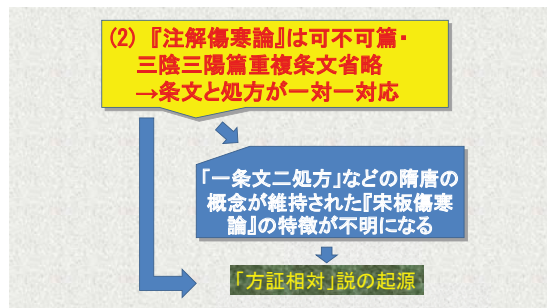 (2) 『注解傷寒論』は可不可篇・
三陰三陽篇重複条文省略
→条文と処方が一対一対応
「一条文二処方」などの隋唐の
概念が維持された『宋板傷寒
論』の特徴が不明になる
「方証相対」説の起源